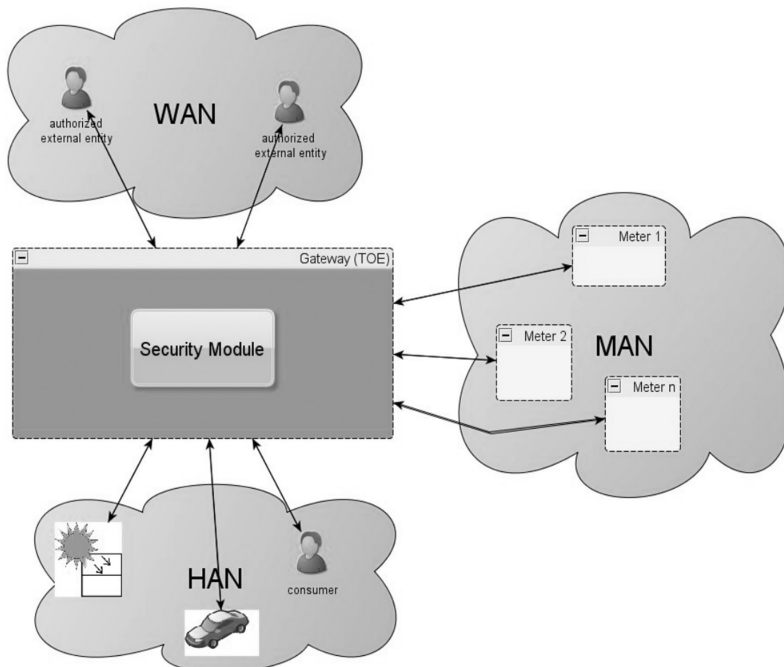 WAN
authorized
external entity
authorized
external entity
Gateway (TOE)
Security Module
Meter 1
Meter 2
MAN
Meter n
HAN
consumer